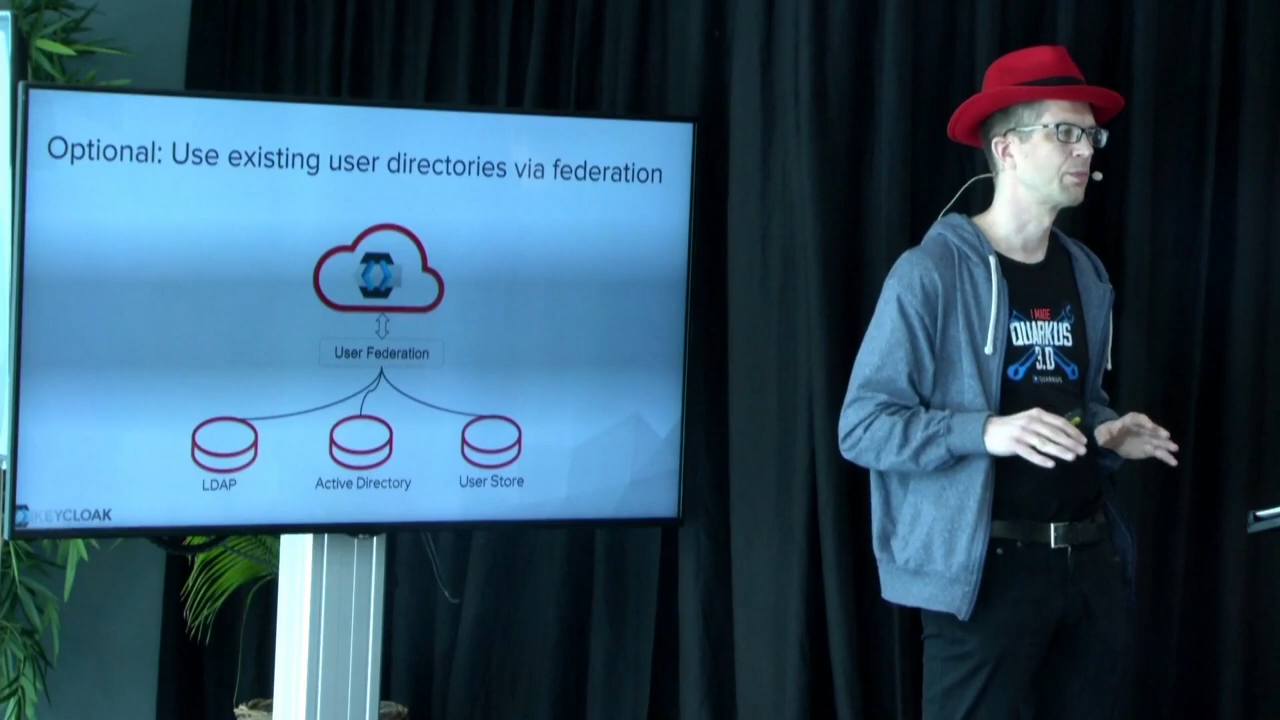 Optional: Use existing user directories via federation
User Federation
LDAP
Active Directory
User Store
KEYCLOAK
I MADE
QUARKUS
3.0
QUARKUS